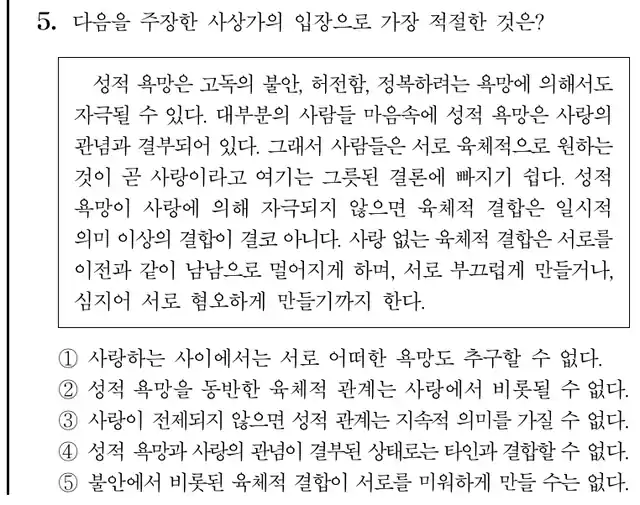 5. 다음을 주장한 사상가의 입장으로 가장 적절한 것은?
성적 욕망은 고독의 불안, 허전함, 정복하려는 욕망에 의해서도
자극될 수 있다. 대부분의 사람들 마음속에 성적 욕망은 사랑의
관념과 결부되어 있다. 그래서 사람들은 서로 육체적으로 원하는
것이 곧 사랑이라고 여기는 그릇된 결론에 빠지기 쉽다. 성적
욕망이 사랑에 의해 자극되지 않으면 육체적 결합은 일시적
의미 이상의 결합이 결코 아니다. 사랑 없는 육체적 결합은 서로를
이전과 같이 남남으로 멀어지게 하며, 서로 부끄럽게 만들거나,
심지어 서로 혐오하게 만들기까지 한다.
① 사랑하는 사이에서는 서로 어떠한 욕망도 추구할 수 없다.
② 성적 욕망을 동반한 육체적 관계는 사랑에서 비롯될 수 없다.
③ 사랑이 전제되지 않으면 성적 관계는 지속적 의미를 가질 수 없다.
④ 성적 욕망과 사랑의 관념이 결부된 상태로는 타인과 결합할 수 없다.
⑤ 불안에서 비롯된 육체적 결합이 서로를 미워하게 만들 수는 없다.